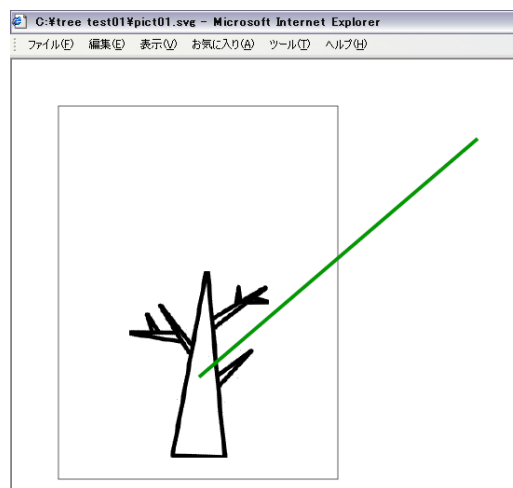 C:¥tree test01¥pict01.svg - Microsoft Internet Explorer
ファイル(F) 編集(E) 表示(V) お気に入り(A) ツール(T) ヘルプ(H)